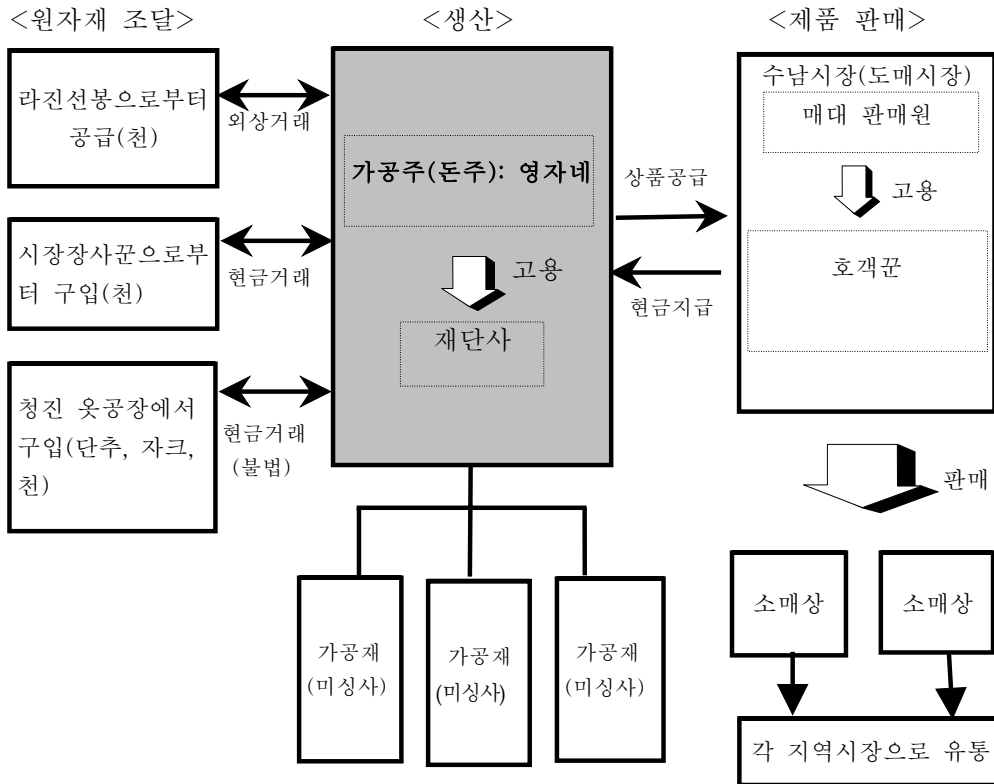 <원자재 조달>
<생산>
<제품 판매>
라진선봉으로부터
공급(천)
외상거래
시장장사꾼으로부
터 구입(천)
현금거래
청진 옷공장에서
구입(단추, 자크,
천)
현금거래
(불법)
가공주(돈주): 영자네
고용
재단사
상품공급
현금지급
수남시장(도매시장)
매대 판매원
고용
호객꾼
판매
가공재
(미싱사)
가공재
(미싱사)
가공재
(미싱사)
소매상
소매상
각 지역시장으로 유통